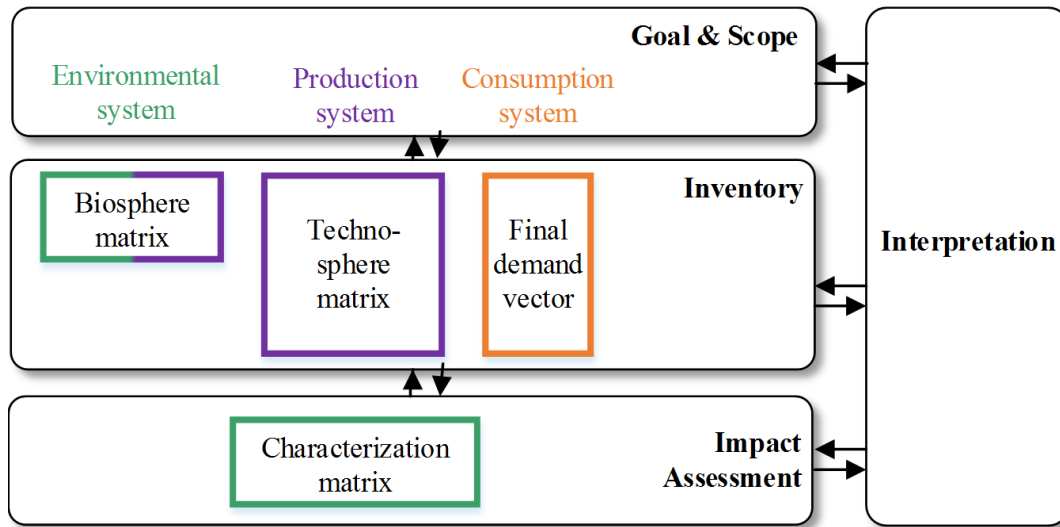 Goal & Scope
Environmental
system
Production
system
Consumption
system
Inventory
Biosphere
matrix
Techno-
sphere
matrix
Final
demand
vector
Interpretation
Characterization
matrix
Impact
Assessment